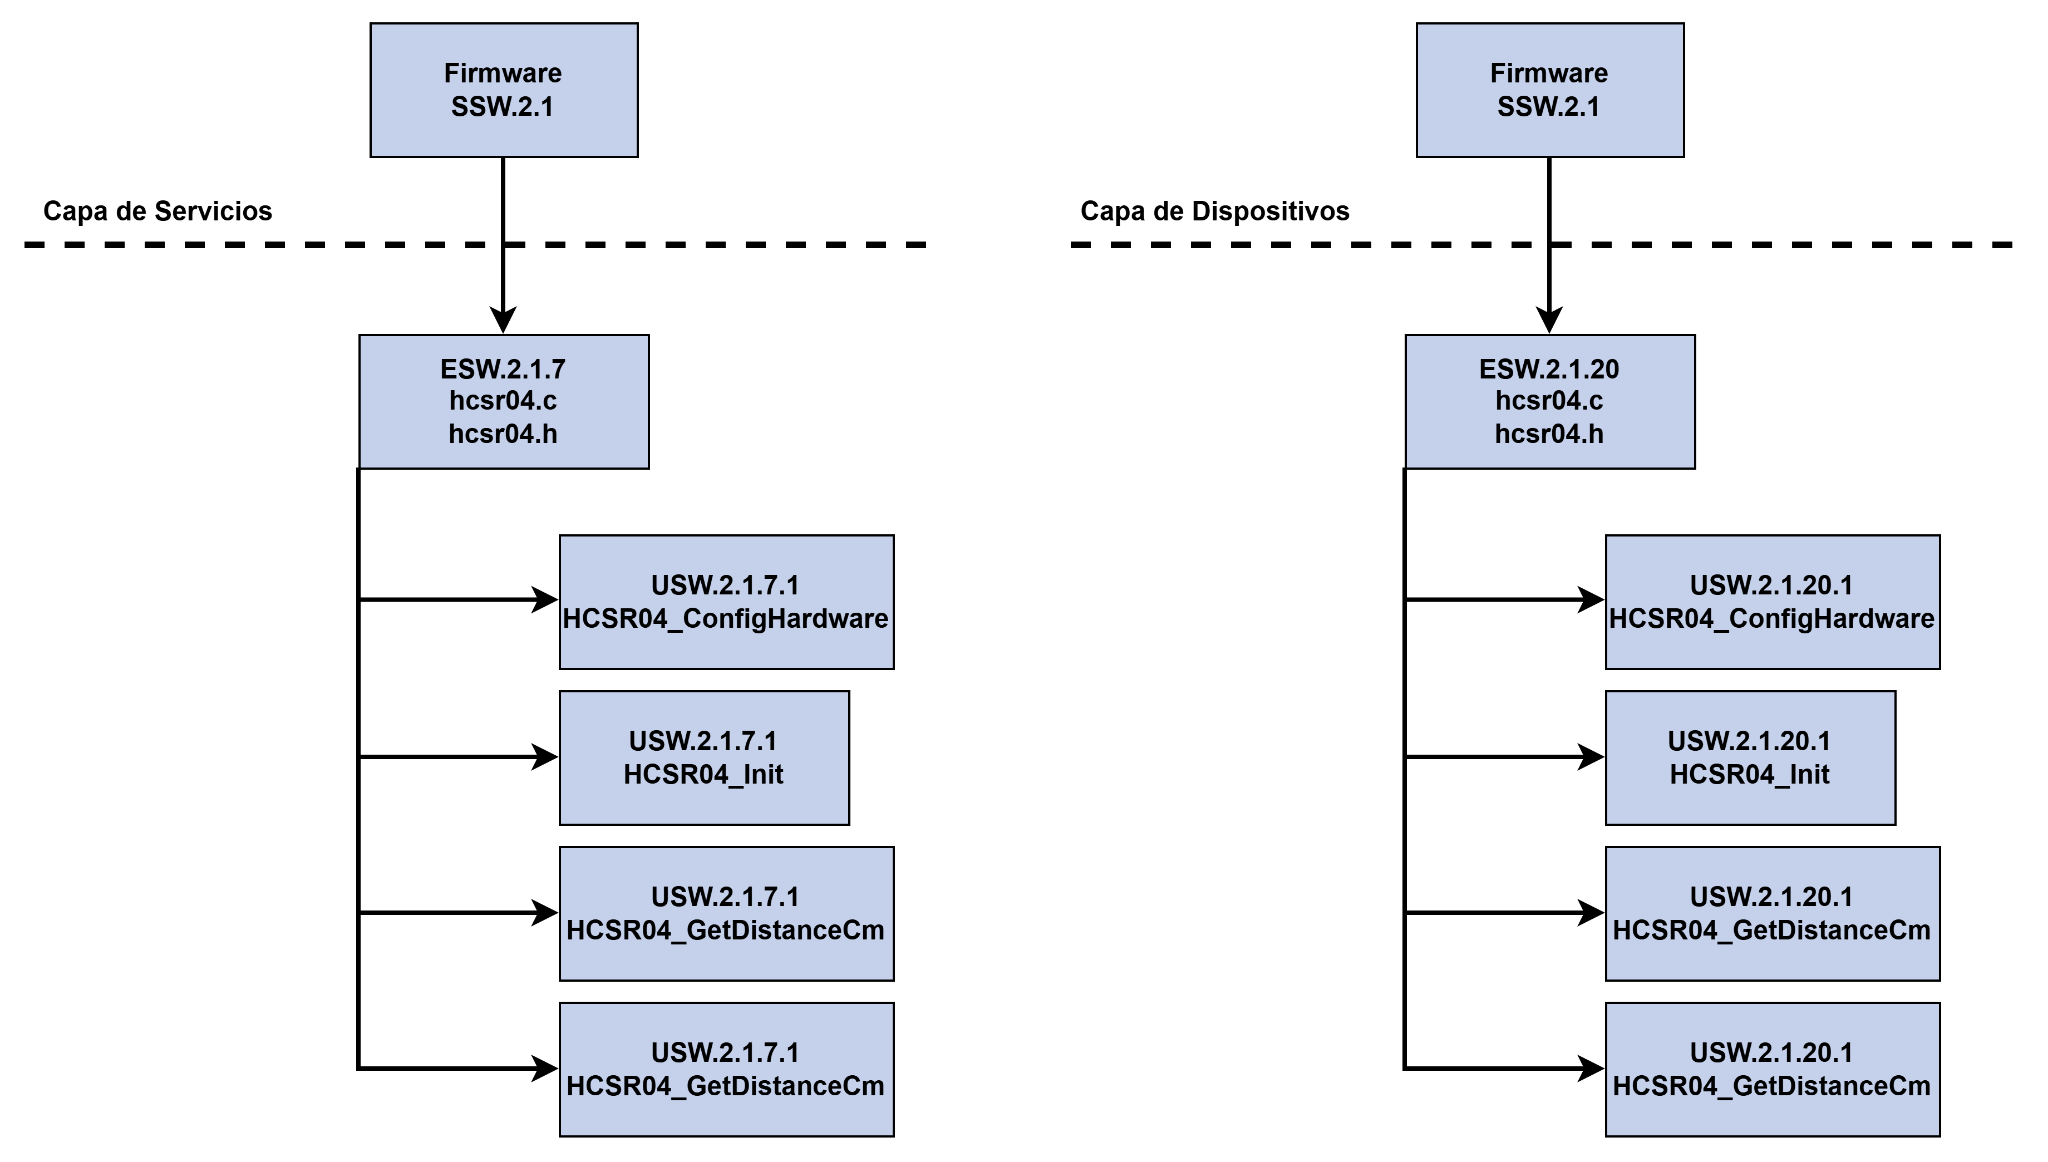 Firmware
SSW.2.1
Capa de Servicios
ESW.2.1.7
hcsr04.c
hcsr04.h
USW.2.1.7.1
HCSR04_ConfigHardware
USW.2.1.7.1
HCSR04_Init
USW.2.1.7.1
HCSR04_GetDistanceCm
USW.2.1.7.1
HCSR04_GetDistanceCm
Firmware
SSW.2.1
Capa de Dispositivos
ESW.2.1.20
hcsr04.c
hcsr04.h
USW.2.1.20.1
HCSR04_ConfigHardware
USW.2.1.20.1
HCSR04_Init
USW.2.1.20.1
HCSR04_GetDistanceCm
USW.2.1.20.1
HCSR04_GetDistanceCm